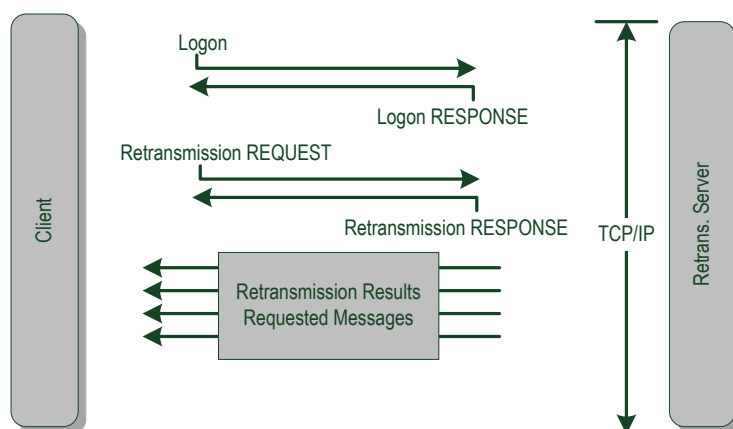 Logon
Logon RESPONSE
Retransmission REQUEST
Retransmission RESPONSE
Client
TCP/IP
Retrans. Server
Retransmission Results
Requested Messages